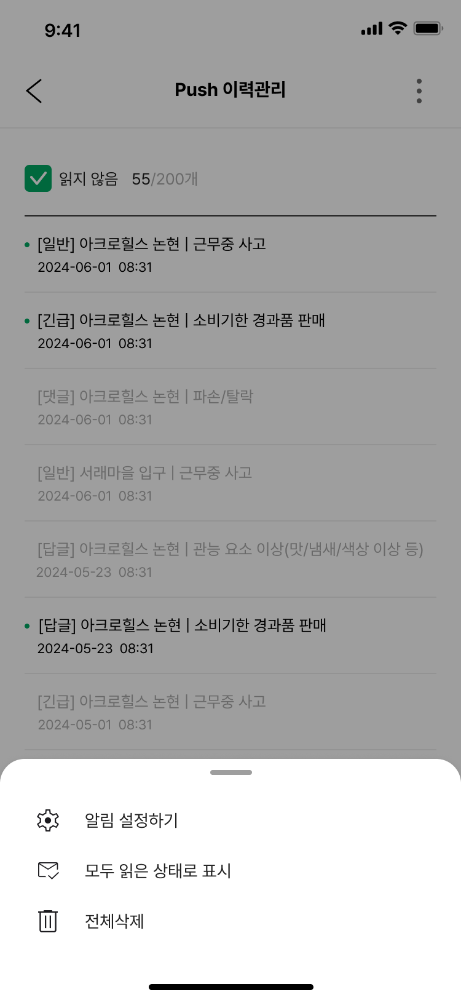 9:41
Push 이력관리
읽지 않음 55/200개
[일반] 아크로힐스 논현 | 근무중 사고
2024-06-01 08:31
[긴급] 아크로힐스 논현 | 소비기한 경과품 판매
2024-06-01 08:31
[댓글] 아크로힐스 논현 | 파손/탈락
2024-06-01 08:31
[일반] 서래마을 입구 | 근무중 사고
2024-06-01 08:31
[답글] 아크로힐스 논현 | 관능 요소 이상(맛/냄새/색상 이상 등)
2024-05-23 08:31
[답글] 아크로힐스 논현 | 소비기한 경과품 판매
2024-05-23 08:31
[긴급] 아크로힐스 논현 | 근무중 사고
2024-05-01 08:31
알림 설정하기
모두 읽은 상태로 표시
전체삭제